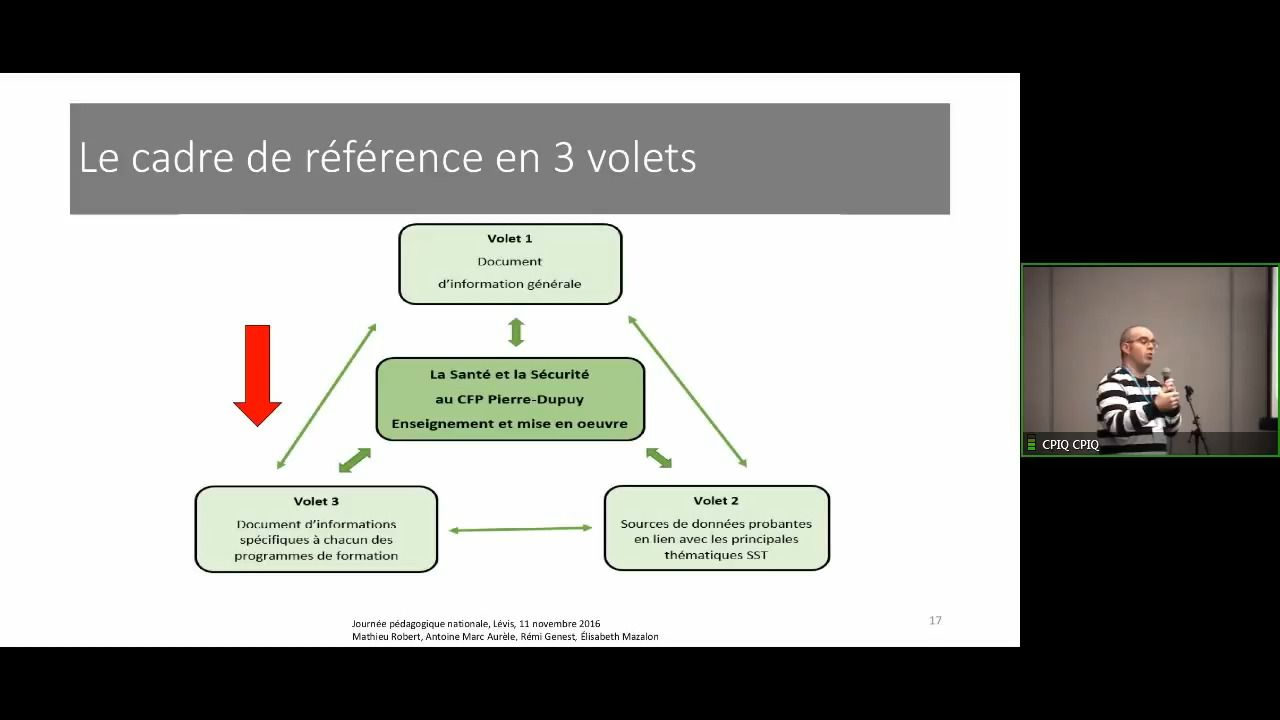 Le cadre de référence en 3 volets
Volet 1
Document
d'information générale
La Santé et la Sécurité
au CFP Pierre-Dupuy
Enseignement et mise en oeuvre
Volet 3
Document d'informations
spécifiques à chacun des
programmes de formation
Volet 2
Sources de données probantes
en lien avec les principales
thématiques SST
CPIQ CPIQ
Journée pédagogique nationale, Lévis, 11 novembre 2016
Mathieu Robert, Antoine Marc Aurèle, Rémi Genest, Élisabeth Mazalon
17